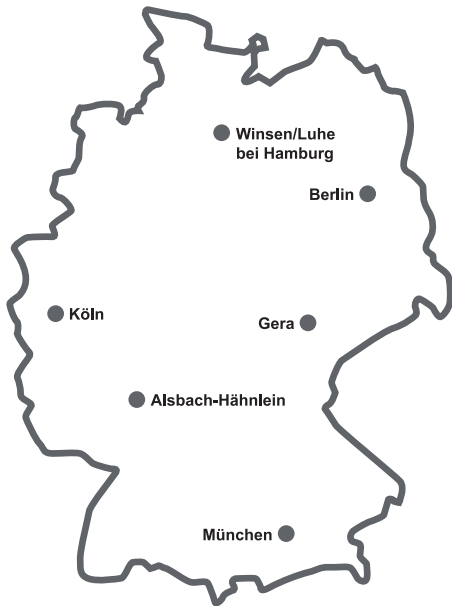 Winsen/Luhe
bei Hamburg
Berlin
Köln
Gera
Alsbach-Hähnlein
München